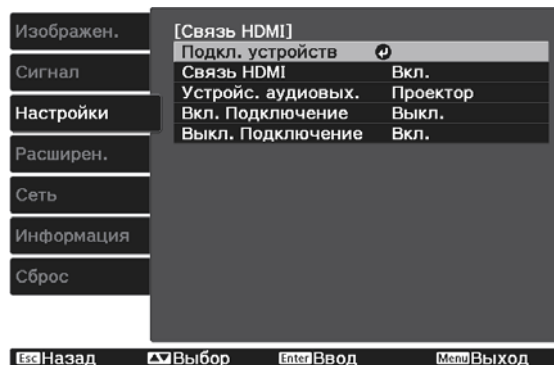 Изображен.
Сигнал
Настройки
Расширен.
Сеть
Информация
Сброс
[Связь HDMI]
Подкл. устройств
Связь HDMI Вкл.
Устройс. аудиовых. Проектор
Вкл. Подключение Выкл.
Выкл. Подключение Вкл.
Esc Назад Выбор Enter Ввод Menu Выход